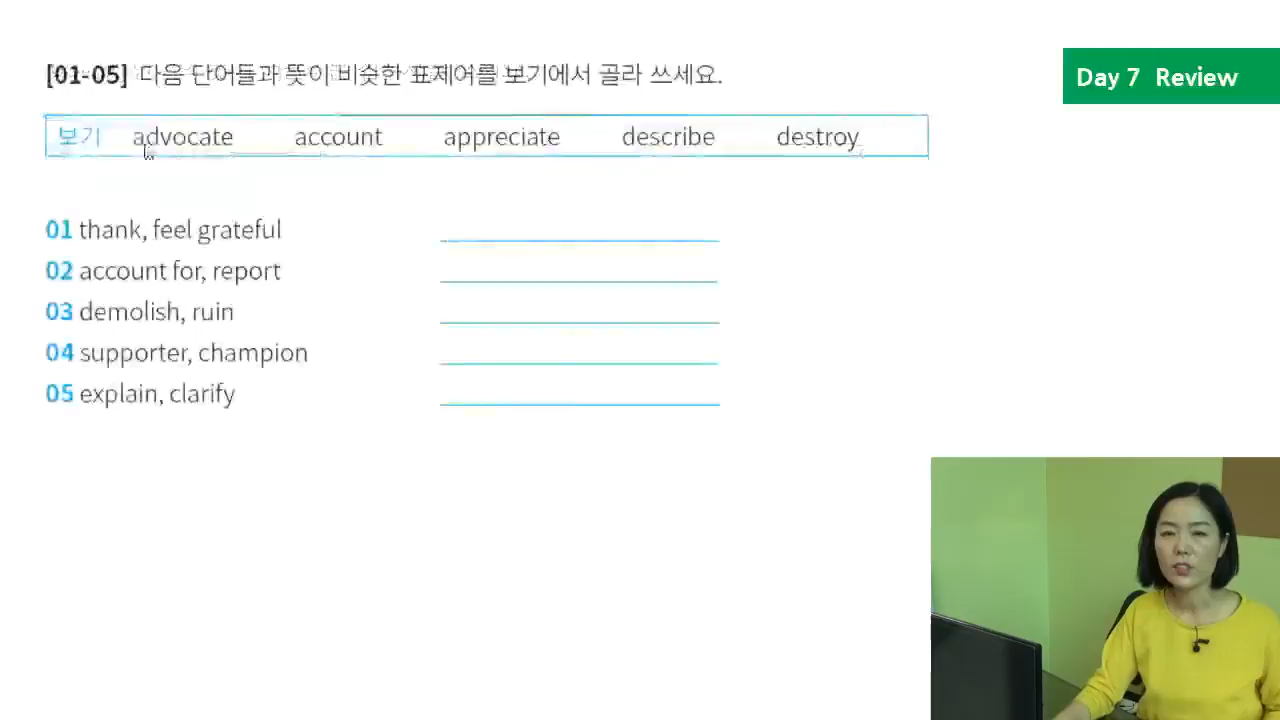 [01-05] 다음 단어들과 뜻이 비슷한 표제어를 보기에서 골라 쓰세요.
Day 7 Review
보기 advocate account appreciate describe destroy
01 thank, feel grateful
02 account for, report
03 demolish, ruin
04 supporter, champion
05 explain, clarify